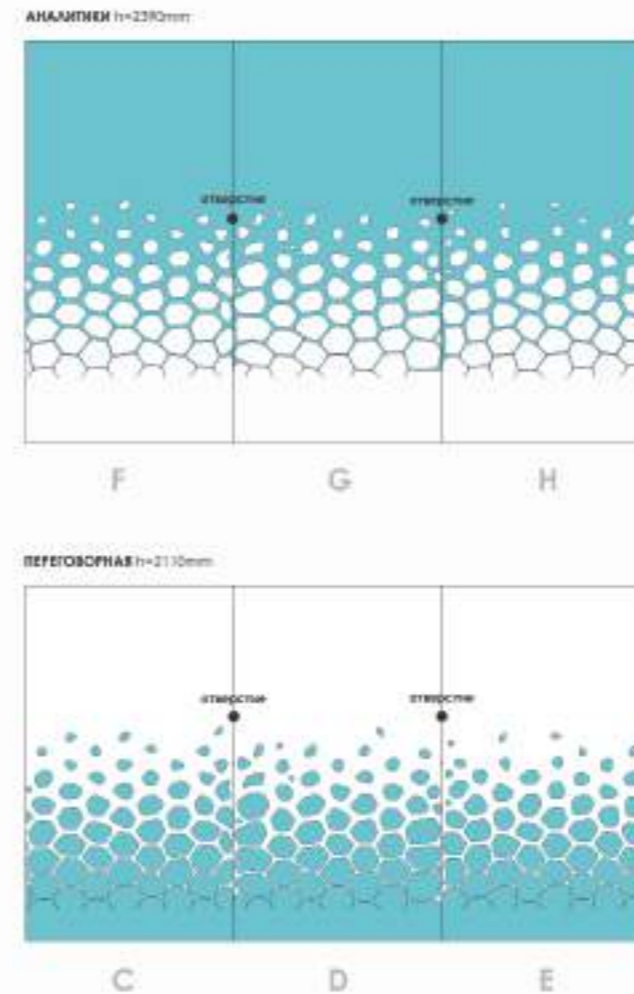 АНАЛИТИКИ h=2390mm
отверстие отверстие
F G H
ПЕРЕГОВОРНАЯ h=2110mm
отверстие отверстие
C D E